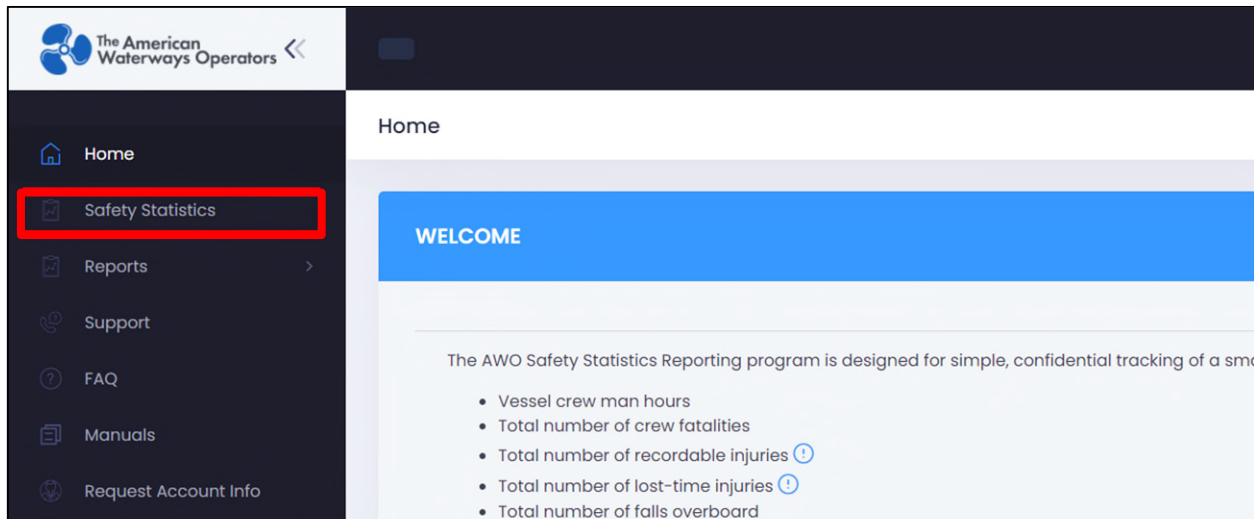 The American
Waterways Operators
Home
Safety Statistics
Reports
Support
FAQ
Manuals
Request Account Info
Home
WELCOME
The AWO Safety Statistics Reporting program is designed for simple, confidential tracking of a
• Vessel crew man hours
• Total number of crew fatalities
• Total number of recordable injuries
• Total number of lost-time injuries
• Total number of falls overboard